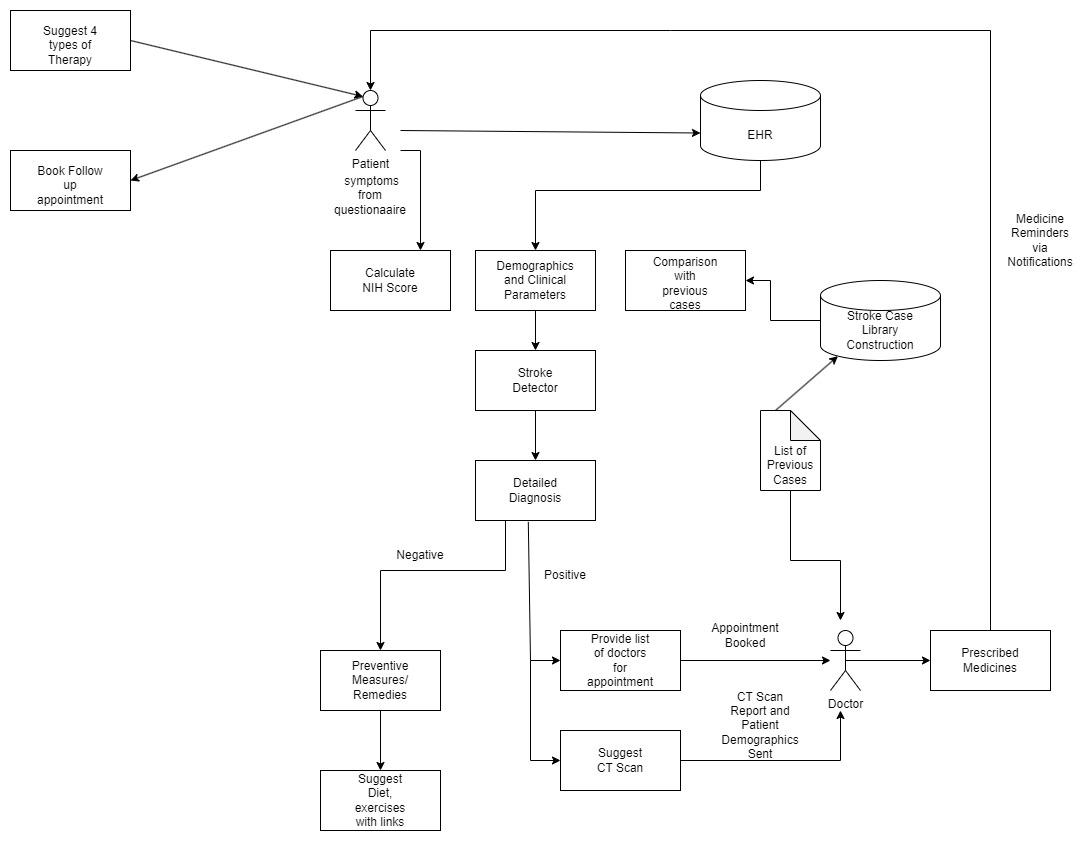 Suggest 4
types of
Therapy
EHR
Book Follow
up
appointment
Patient
symptoms
from
questionaaire
Medicine
Reminders
via
Notifications
Calculate
NIH Score
Demographics
and Clinical
Parameters
Comparison
with
previous
cases
Stroke Case
Library
Construction
Stroke
Detector
List of
Previous
Cases
Detailed
Diagnosis
Negative
Positive
Provide list
of doctors
for
appointment
Appointment
Booked
Prescribed
Medicines
Preventive
Measures/
Remedies
Doctor
CT Scan
Report and
Patient
Demographics
Sent
Suggest
CT Scan
Suggest
Diet,
exercises
with links